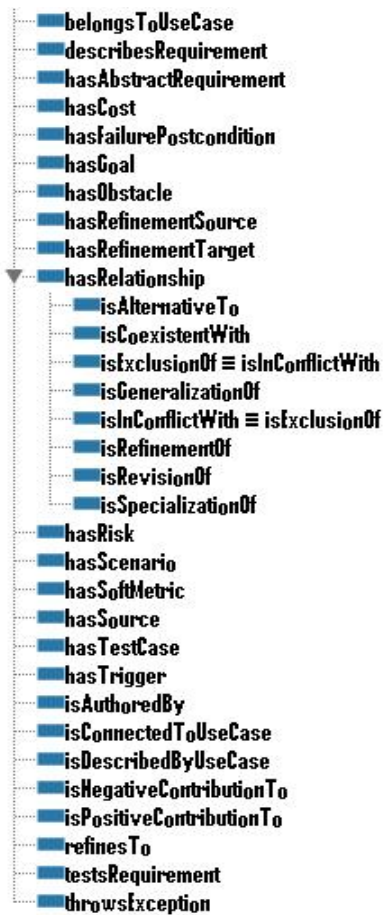 belongsToUseCase
describesRequirement
hasAbstractRequirement
hasCost
hasFailurePostcondition
hasGoal
hasObstacle
hasRefinementSource
hasRefinementTarget
hasRelationship
isAlternativeTo
isCoexistentWith
isExclusionOf ≡ isInConflictWith
isGeneralizationOf
isInConflictWith ≡ isExclusionOf
isRefinementOf
isRevisionOf
isSpecializationOf
hasRisk
hasScenario
hasSoftMetric
hasSource
hasTestCase
hasTrigger
isAuthoredBy
isConnectedToUseCase
isDescribedByUseCase
isNegativeContributionTo
isPositiveContributionTo
refinesTo
testsRequirement
throwsException